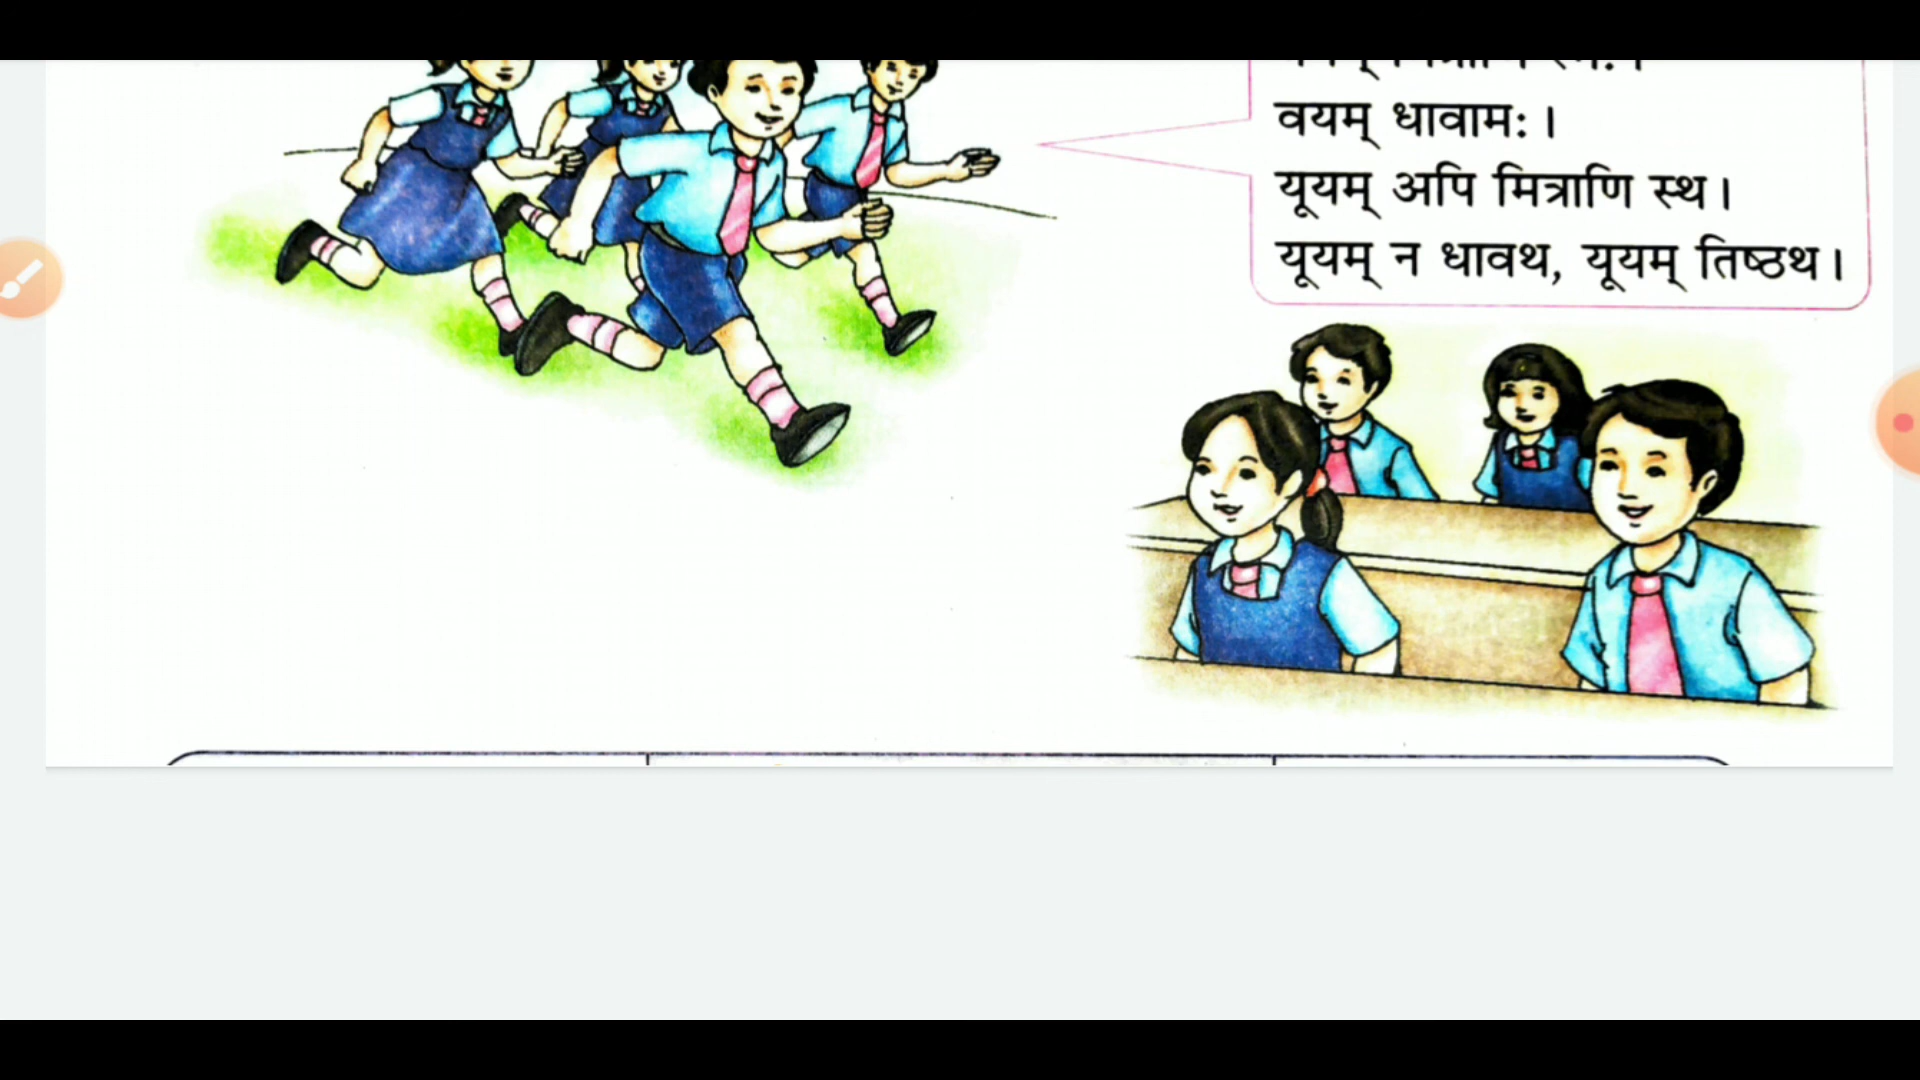 वयम् धावामः ।
यूयम् अपि मित्राणि स्थ ।
यूयम् न धावथ, यूयम् तिष्ठथ ।